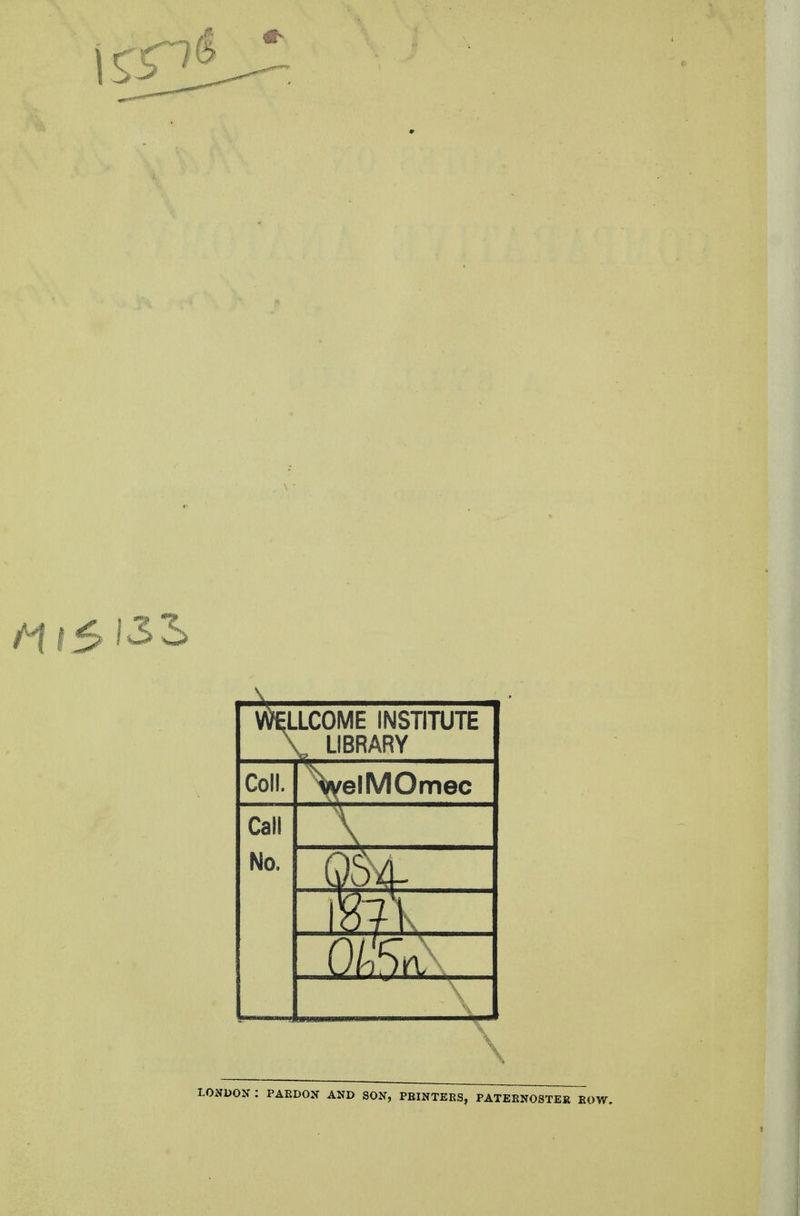 M15133
WELLCOME INSTITUTE
LIBRARY
Coll. welMOmec
Call
No.
QS4
1871
O65n
LONDON: PARDON AND SON, PRINTERS, PATERNOSTER ROW.